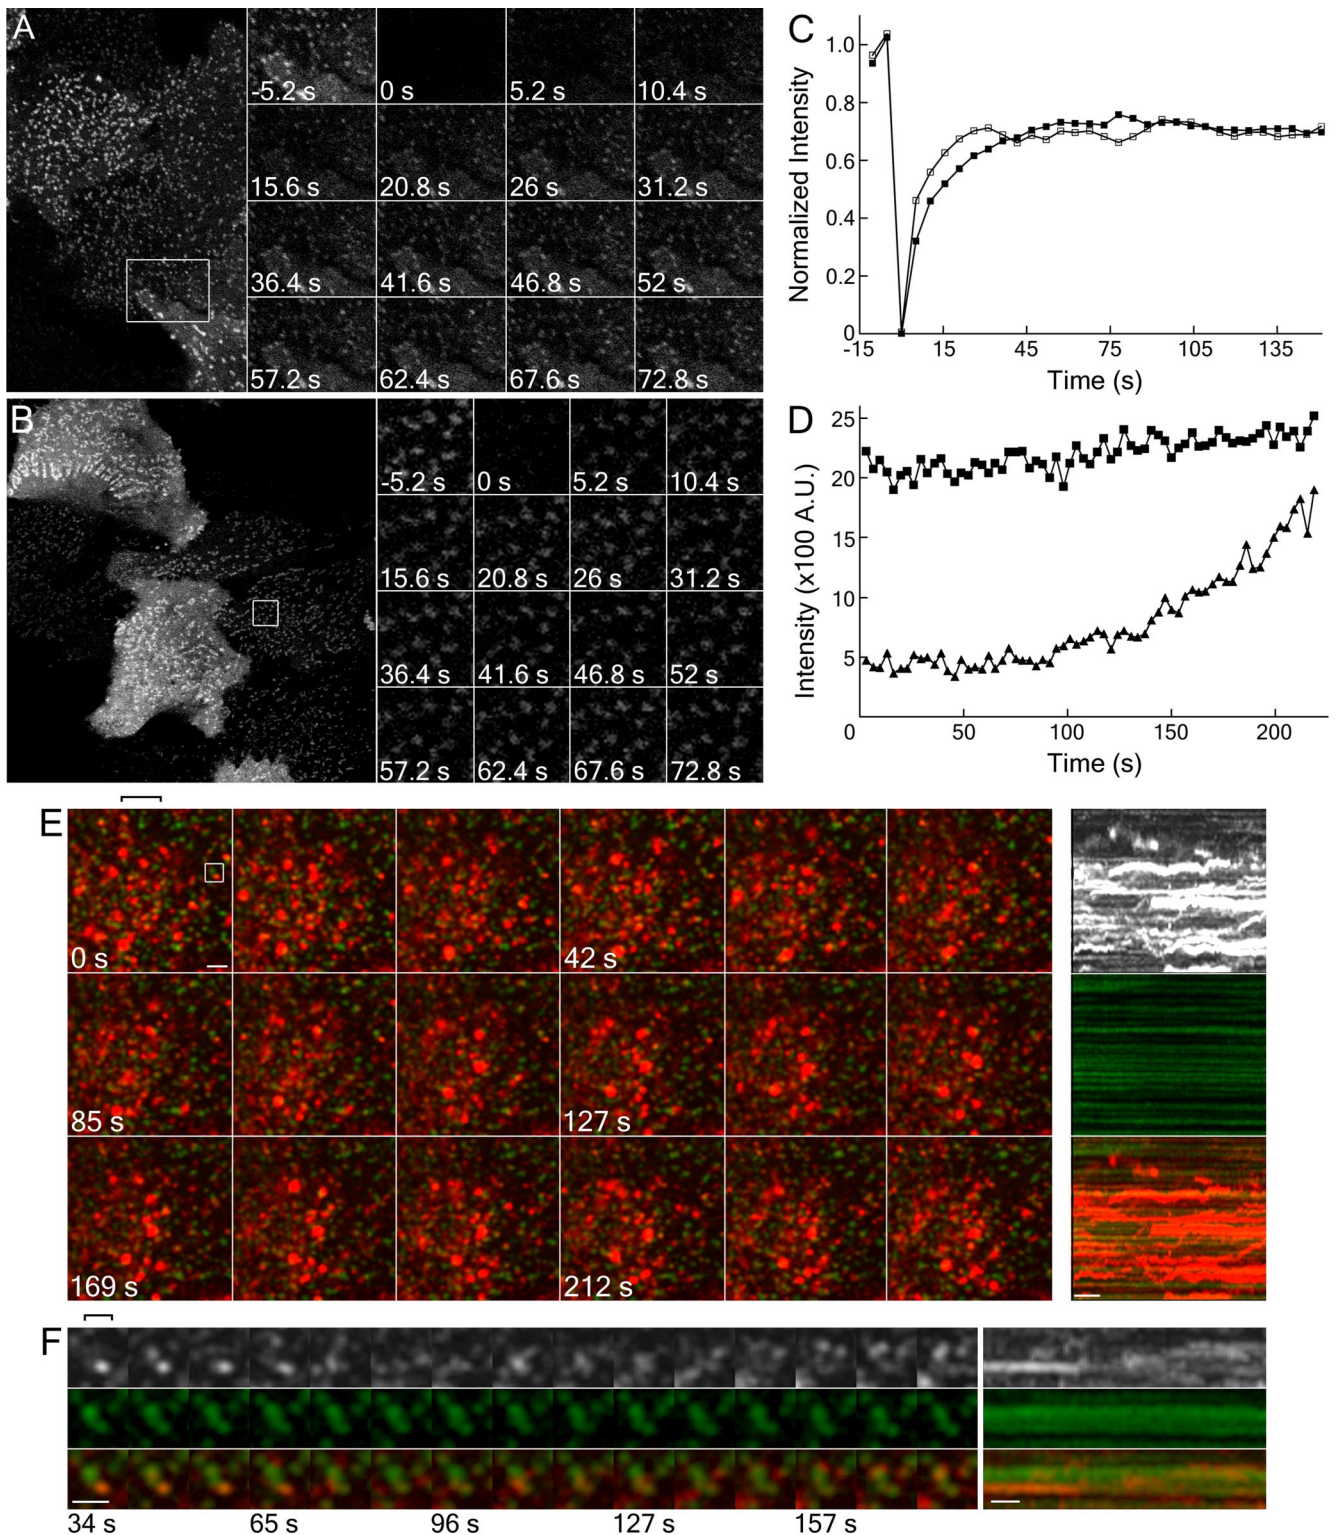 A
-5.2 s 0 s 5.2 s 10.4 s
15.6 s 20.8 s 26 s 31.2 s
36.4 s 41.6 s 46.8 s 52 s
57.2 s 62.4 s 67.6 s 72.8 s
B
-5.2 s 0 s 5.2 s 10.4 s
15.6 s 20.8 s 26 s 31.2 s
36.4 s 41.6 s 46.8 s 52 s
57.2 s 62.4 s 67.6 s 72.8 s
C
Normalized Intensity
1.0
0.8
0.6
0.4
0.2
0
-15 15 45 75 105 135
Time (s)
D
Intensity (x100 A.U.)
25
20
15
10
5
0 50 100 150 200
Time (s)
E
0 s 42 s
85 s 127 s
169 s 212 s
F
34 s 65 s 96 s 127 s 157 s